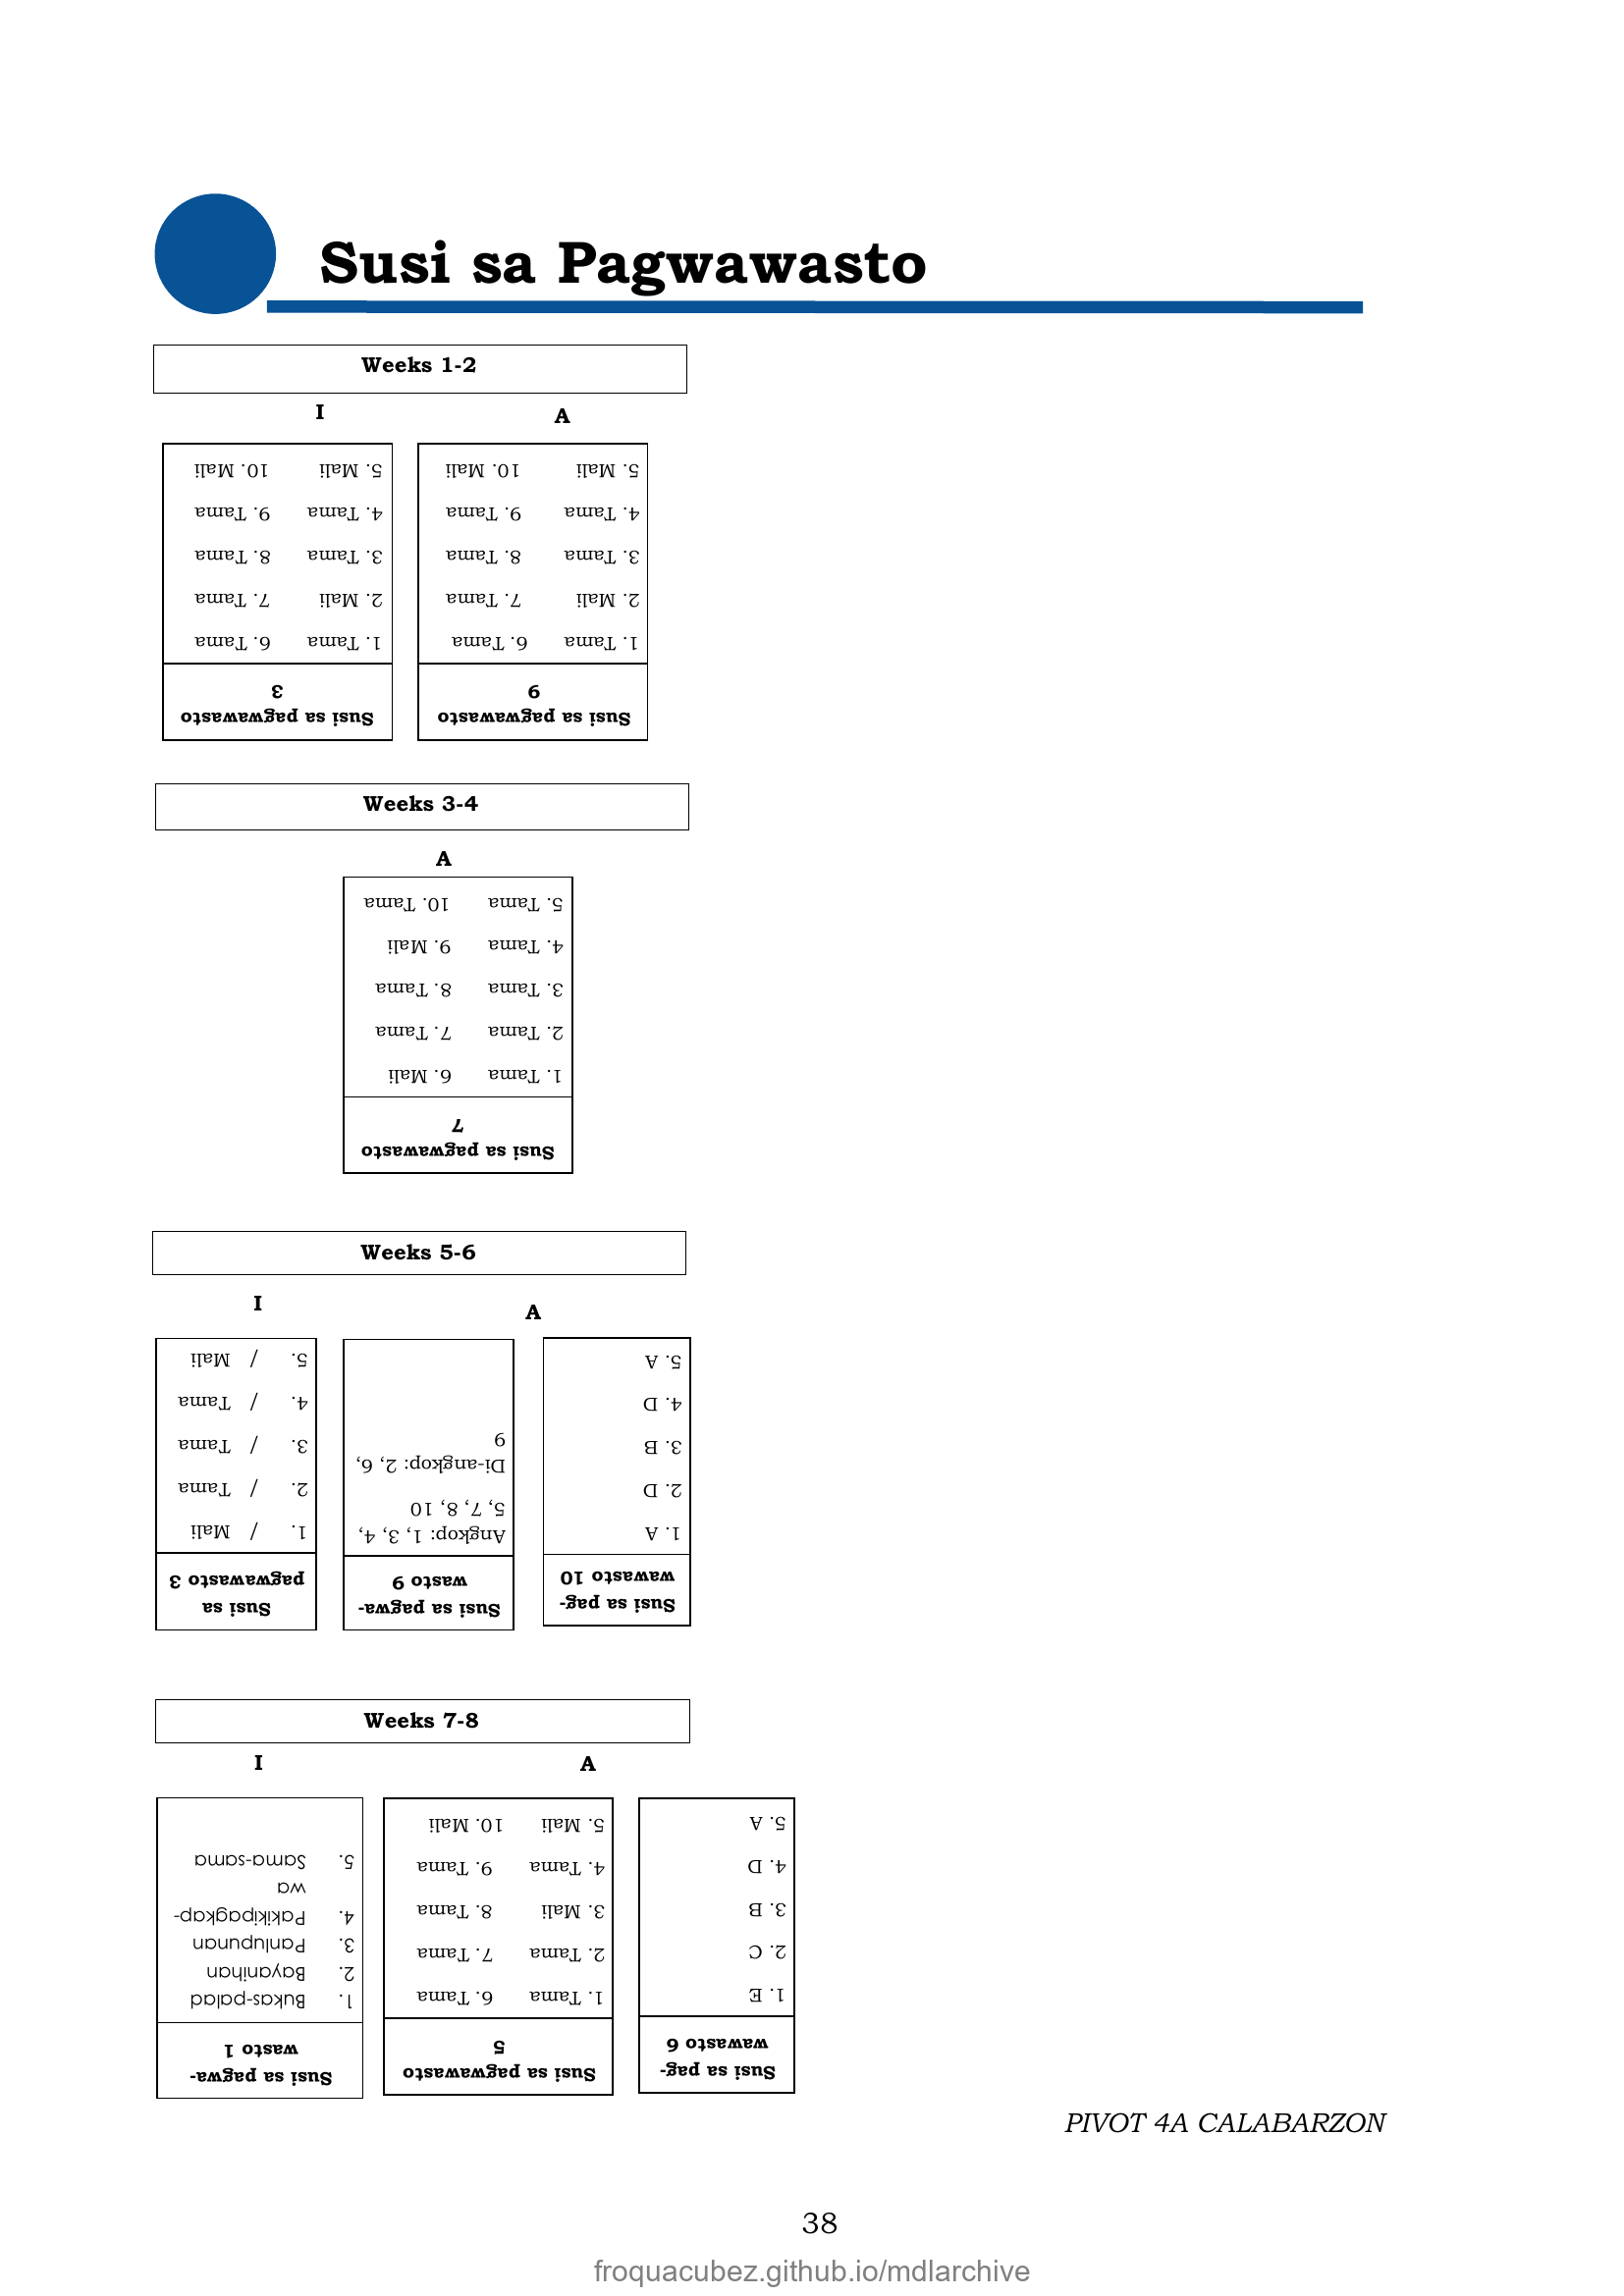 Susi sa Pagwawasto
Weeks 1-2
I
Susi sa pagwawasto
3
1. Tama 6. Tama
2. Mali 7. Tama
3. Tama 8. Tama
4. Tama 9. Tama
5. Mali 10. Mali
A
Susi sa pagwawasto
9
1. Tama 6. Tama
2. Mali 7. Tama
3. Tama 8. Tama
4. Tama 9. Tama
5. Mali 10. Mali
Weeks 3-4
A
Susi sa pagwawasto
7
1. Tama 6. Mali
2. Tama 7. Tama
3. Tama 8. Tama
4. Tama 9. Mali
5. Tama 10. Tama
Weeks 5-6
I
Susi sa
pagwawasto 3
1. / Mali
2. / Tama
3. / Tama
4. / Tama
5. / Mali
A
Susi sa pagwa-
wasto 9
Angkop: 1, 3, 4,
5, 7, 8, 10
Di-angkop: 2, 6,
9
Susi sa pag-
wawasto 10
1. A
2. D
3. B
4. D
5. A
Weeks 7-8
I
Susi sa pagwa-
wasto 1
1. Bukas-palad
2. Bayanihan
3. Panlupunan
4. Pakikipagkap-
wa
5. Sama-sama
A
Susi sa pagwawasto
5
1. Tama 6. Tama
2. Tama 7. Tama
3. Mali 8. Tama
4. Tama 9. Tama
5. Mali 10. Mali
Susi sa pag-
wawasto 6
1. E
2. C
3. B
4. D
5. A
PIVOT 4A CALABARZON
38
froquacubez.github.io/mdlarchive